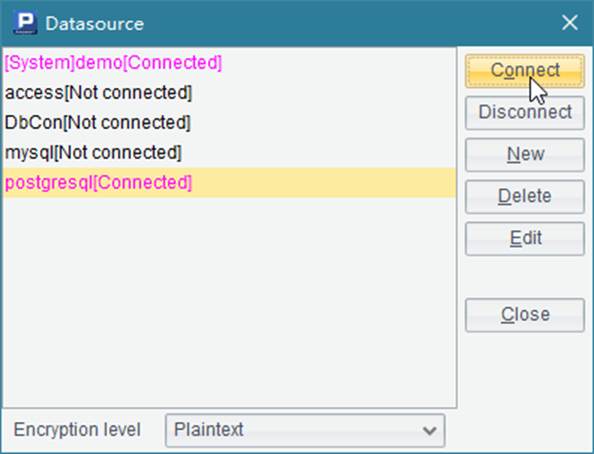 Datasource
[System]demo[Connected]
access[Not connected]
DbCon[Not connected]
mysql[Not connected]
postgresql[Connected]
Connect
Disconnect
New
Delete
Edit
Close
Encryption level
Plaintext